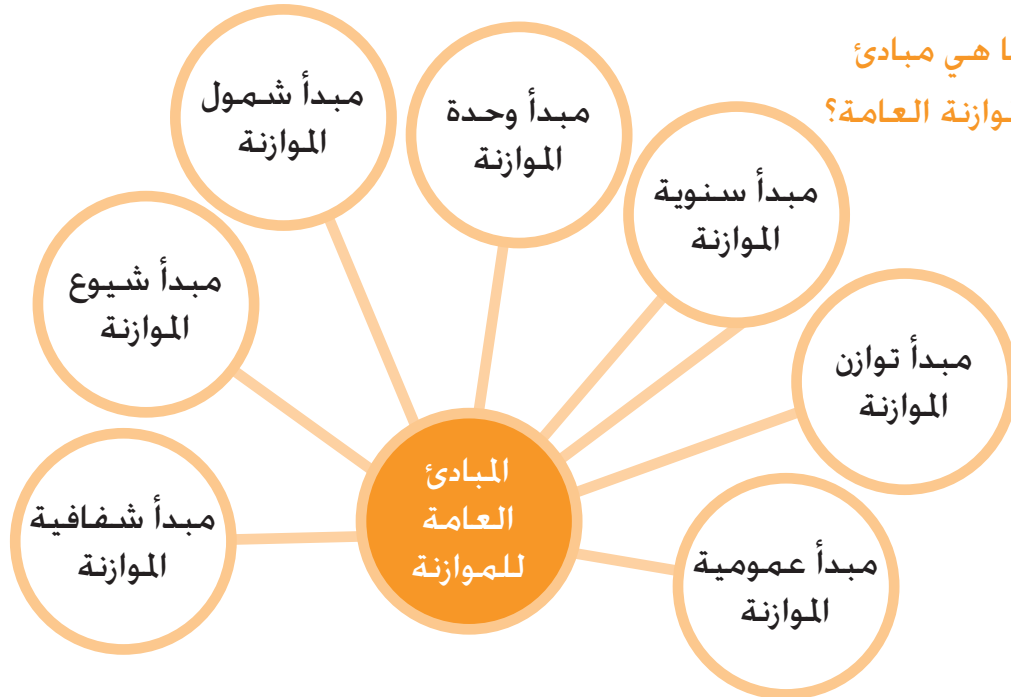 هي مبادئ
العامة؟
مبدأ شمول
الموازنة
مبدأ وحدة
الموازنة
مبدأ سنوية
الموازنة
مبدأ شيوع
الموازنة
مبدأ توازن
الموازنة
مبدأ شفافية
الموازنة
المبادئ
العامة
للموازنة
مبدأ عمومية
الموازنة